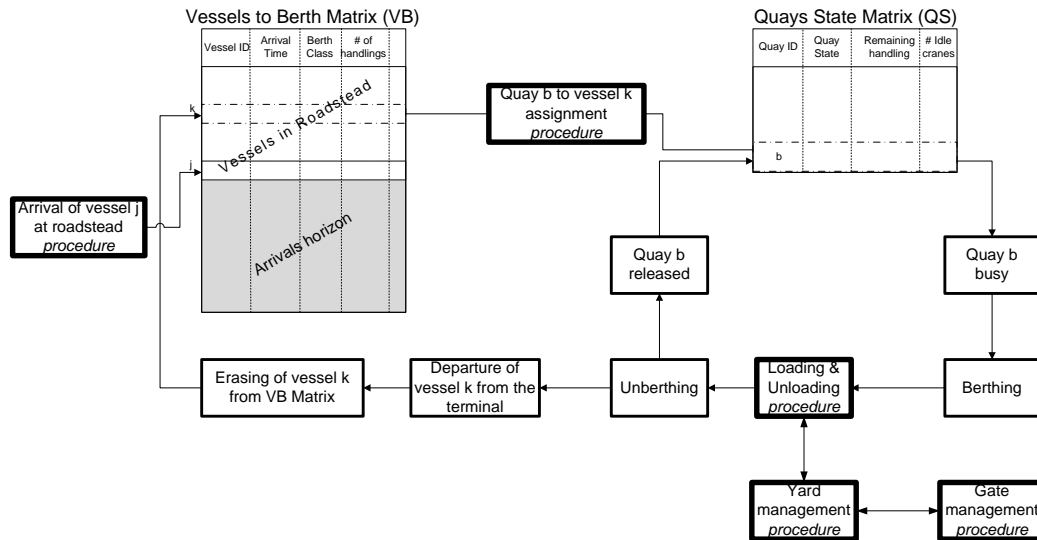 Vessels to Berth Matrix (VB)
Vessel ID
Arrival
Time
Berth
Class
# of
handlings
k
Vessels in Roadstead
j
Arrivals horizon
Quays State Matrix (QS)
Quay ID
Quay
State
Remaining
handling
# Idle
cranes
b
Quay b to vessel k
assignment
procedure
Arrival of vessel j
at roadstead
procedure
Quay b
released
Quay b
busy
Erasing of vessel k
from VB Matrix
Departure of
vessel k from the
terminal
Unberthing
Loading &
Unloading
procedure
Berthing
Yard
management
procedure
Gate
management
procedure